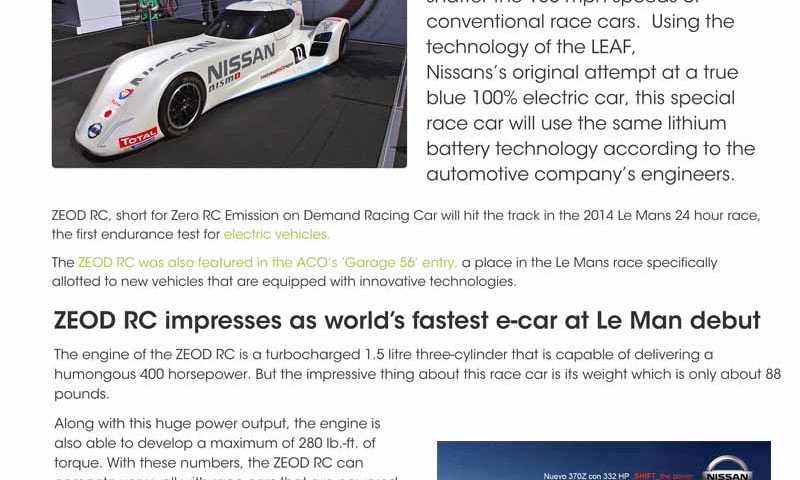 conventional race cars. Using the
technology of the LEAF,
Nissans's original attempt at a true
blue 100% electric car, this special
race car will use the same lithium
battery technology according to the
automotive company's engineers.
NISSAN
NISSAN
nismo
TOTAL
ZEOD RC, short for Zero RC Emission on Demand Racing Car will hit the track in the 2014 Le Mans 24 hour race,
the first endurance test for electric vehicles.
The ZEOD RC was also featured in the ACO's 'Garage 56' entry, a place in the Le Mans race specifically
allotted to new vehicles that are equipped with innovative technologies.
ZEOD RC impresses as world's fastest e-car at Le Man debut
The engine of the ZEOD RC is a turbocharged 1.5 litre three-cylinder that is capable of delivering a
humongous 400 horsepower. But the impressive thing about this race car is its weight which is only about 88
pounds.
Along with this huge power output, the engine is
also able to develop a maximum of 280 lb.-ft. of
torque. With these numbers, the ZEOD RC can
Nuevo 370Z con 332 HP SHIFT_the power
NISSAN